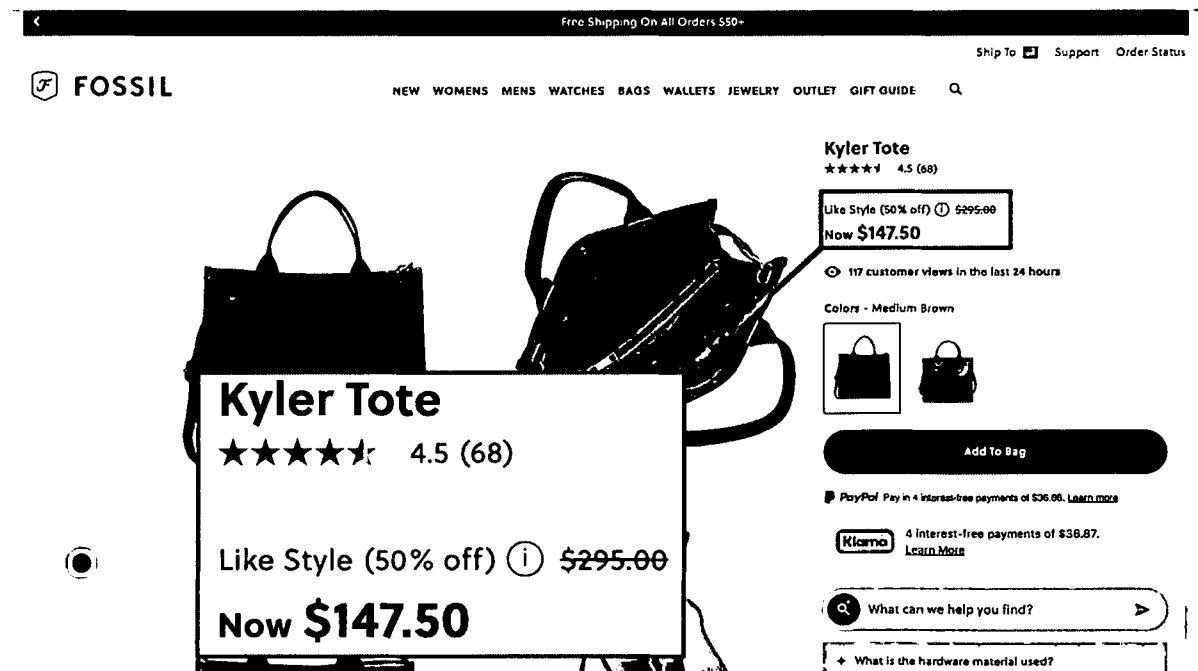 Free Shipping On All Orders $50+
Ship To Support Order Status
FOSSIL
NEW WOMENS MENS WATCHES BAGS WALLETS JEWELRY OUTLET GIFT GUIDE
Kyler Tote
4.5 (68)
Like Style (50% off) $295.00
Now $147.50
117 customer views in the last 24 hours
Colors - Medium Brown
Add To Bag
PayPal Pay in 4 interest-free payments of $36.88. Learn more
Klarna
4 interest-free payments of $36.87.
Learn More
What can we help you find?
What is the hardware material used?
Kyler Tote
4.5 (68)
Like Style (50% off) i $295.00
Now $147.50